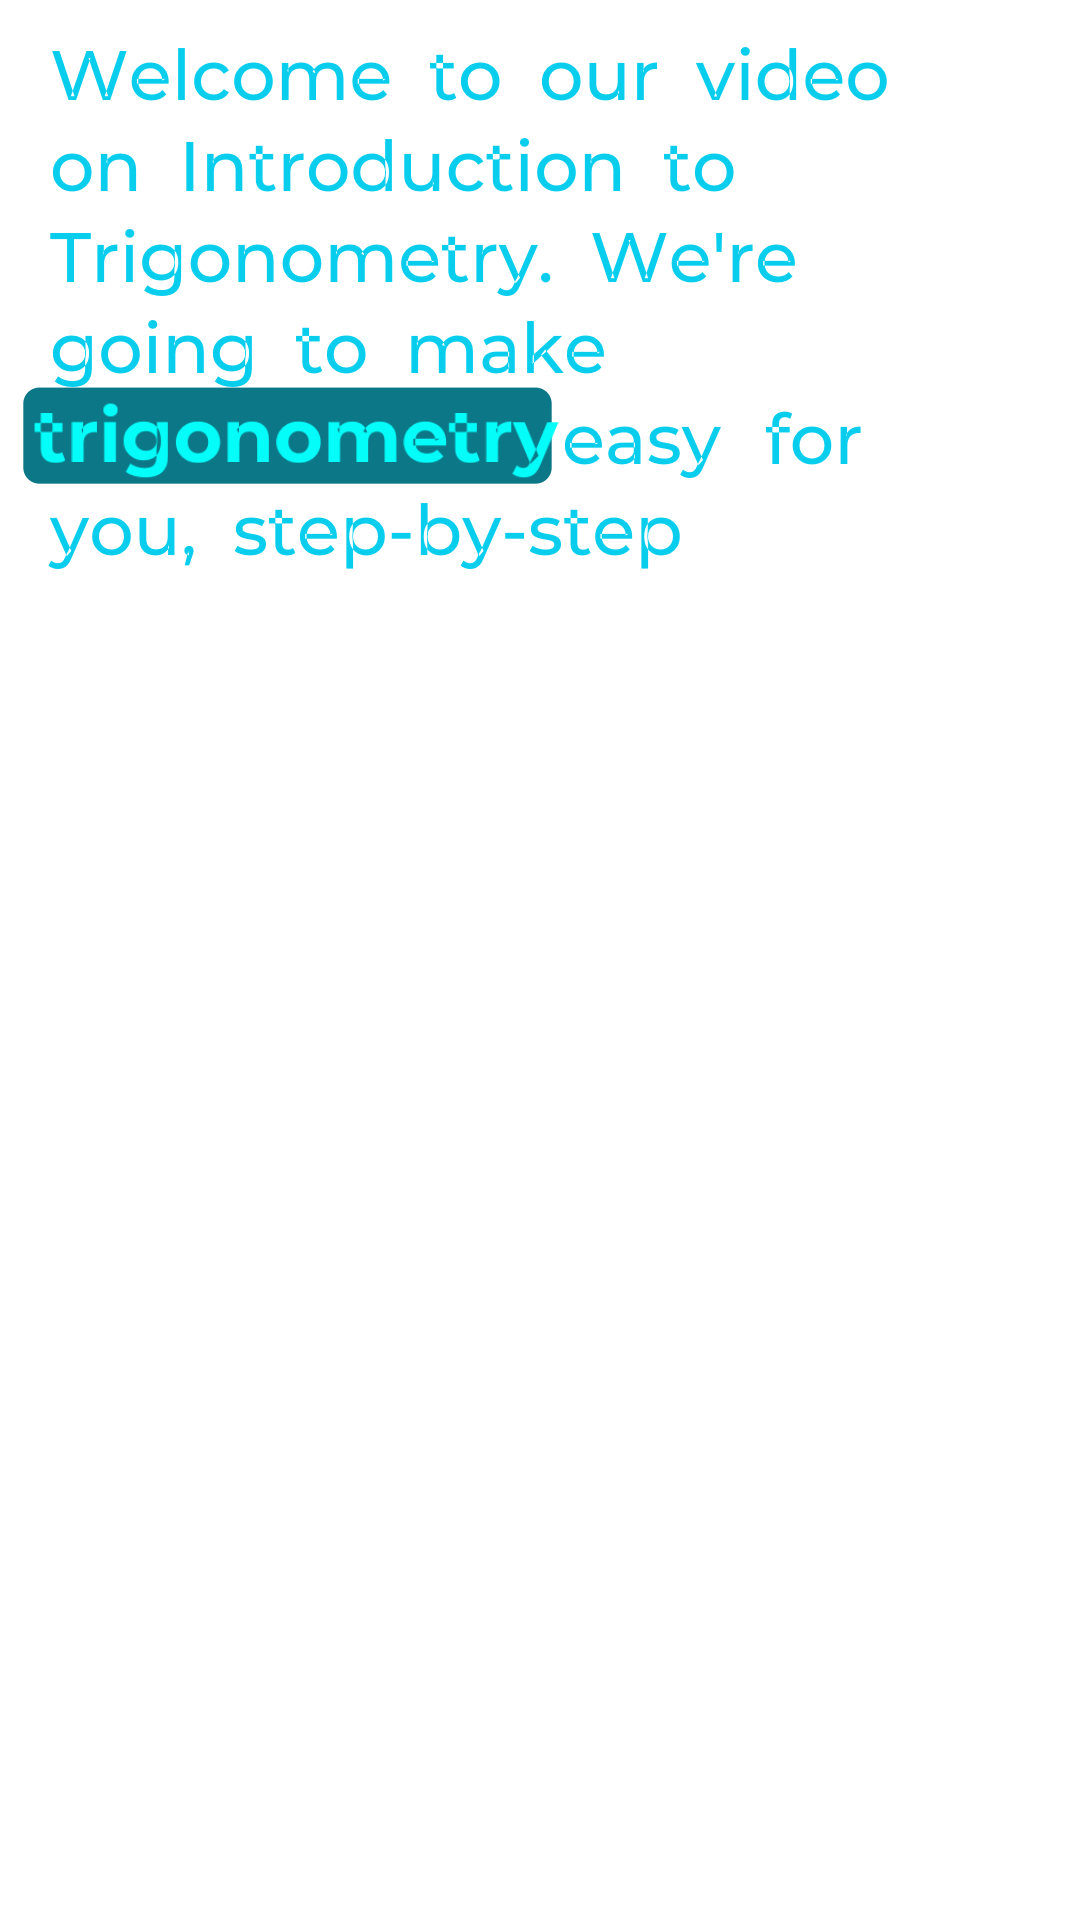 Welcome to our video
on Introduction to
Trigonometry. We're
going to make
trigonometry easy for
you, step-by-step